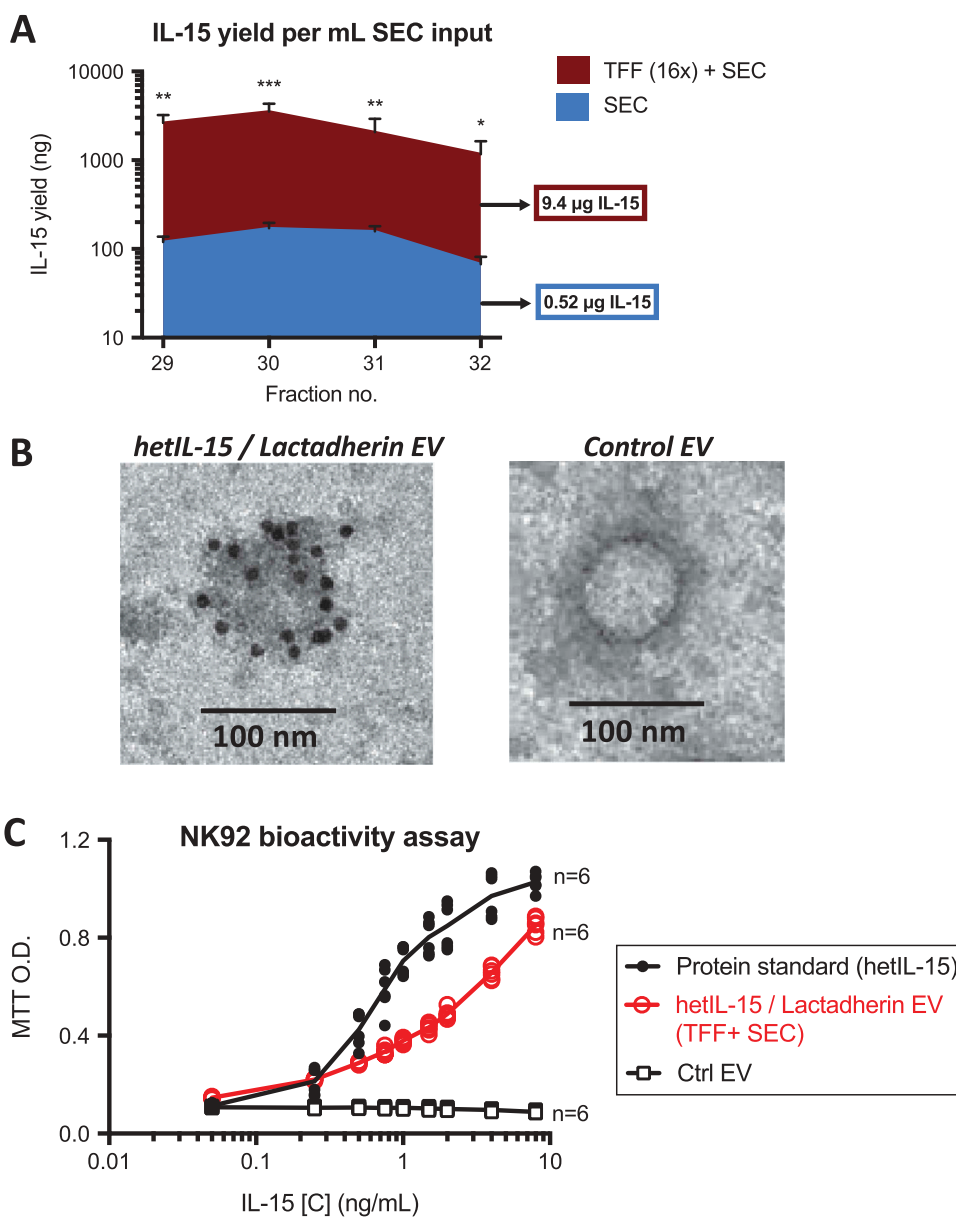 A
IL-15 yield per mL SEC input
TFF (16x) + SEC
SEC
IL-15 yield (ng)
10000
1000
100
10
** *** ** *
9.4 µg IL-15
0.52 µg IL-15
29 30 31 32
Fraction no.
B
hetIL-15 / Lactadherin EV
Control EV
100 nm
100 nm
C
NK92 bioactivity assay
MTT O.D.
1.2
0.8
0.4
0.0
n=6
n=6
n=6
0.01 0.1 1 10
IL-15 [C] (ng/mL)
Protein standard (hetIL-15)
hetIL-15 / Lactadherin EV
(TFF+ SEC)
Ctrl EV